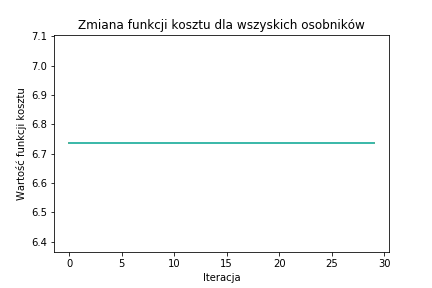 Zmiana funkcji kosztu dla wszyskich osobników
7.1
7.0
6.9
6.8
6.7
6.6
6.5
6.4
Wartość funkcji kosztu
0 5 10 15 20 25 30
Iteracja